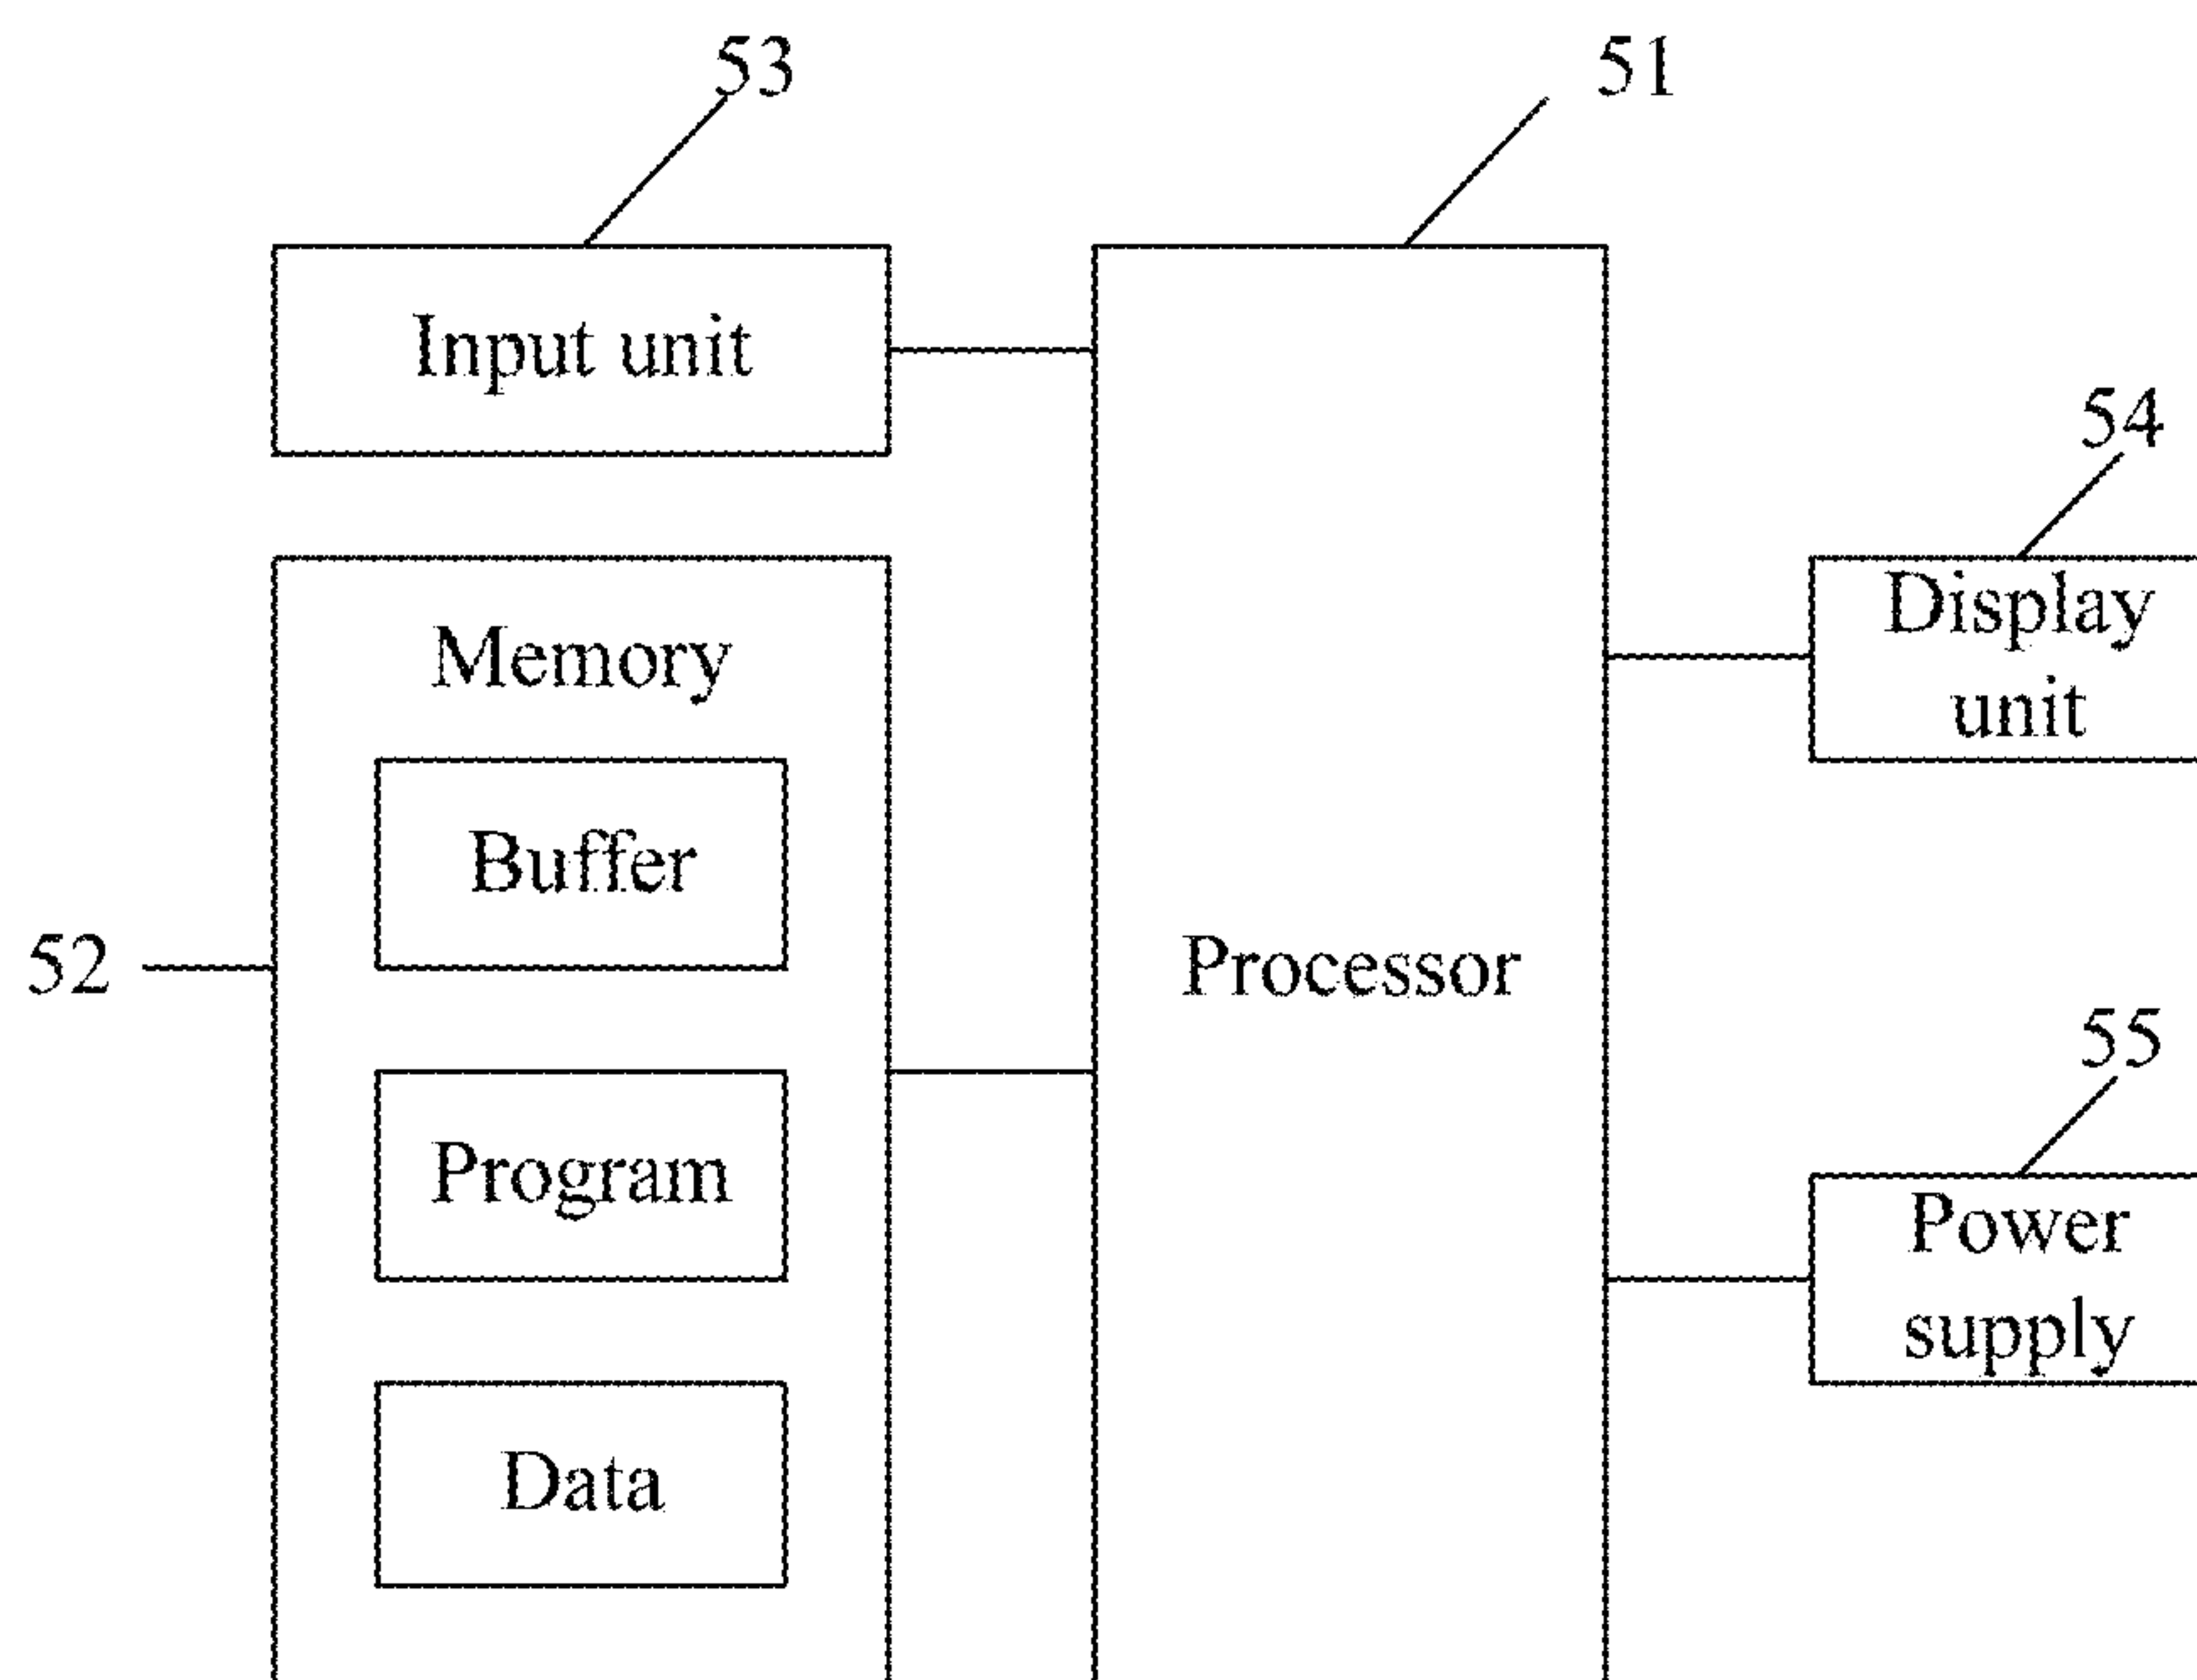 53
51
Input unit
54
Display
unit
Memory
Buffer
52
Processor
55
Program
Power
supply
Data